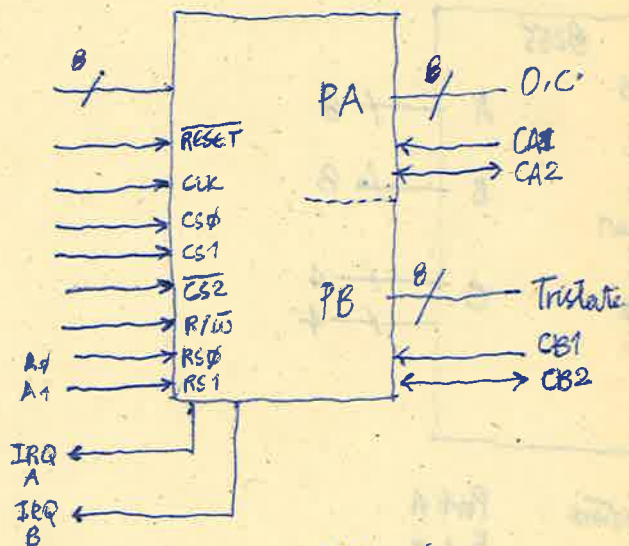 8
PA
8
O.C.
RESET
CA1
CLK
CA2
CSØ
CS1
CS2
PB
8
Tristate
R/W
AØ
RSØ
CB1
A1
RS1
CB2
IRQ
A
IRQ
B